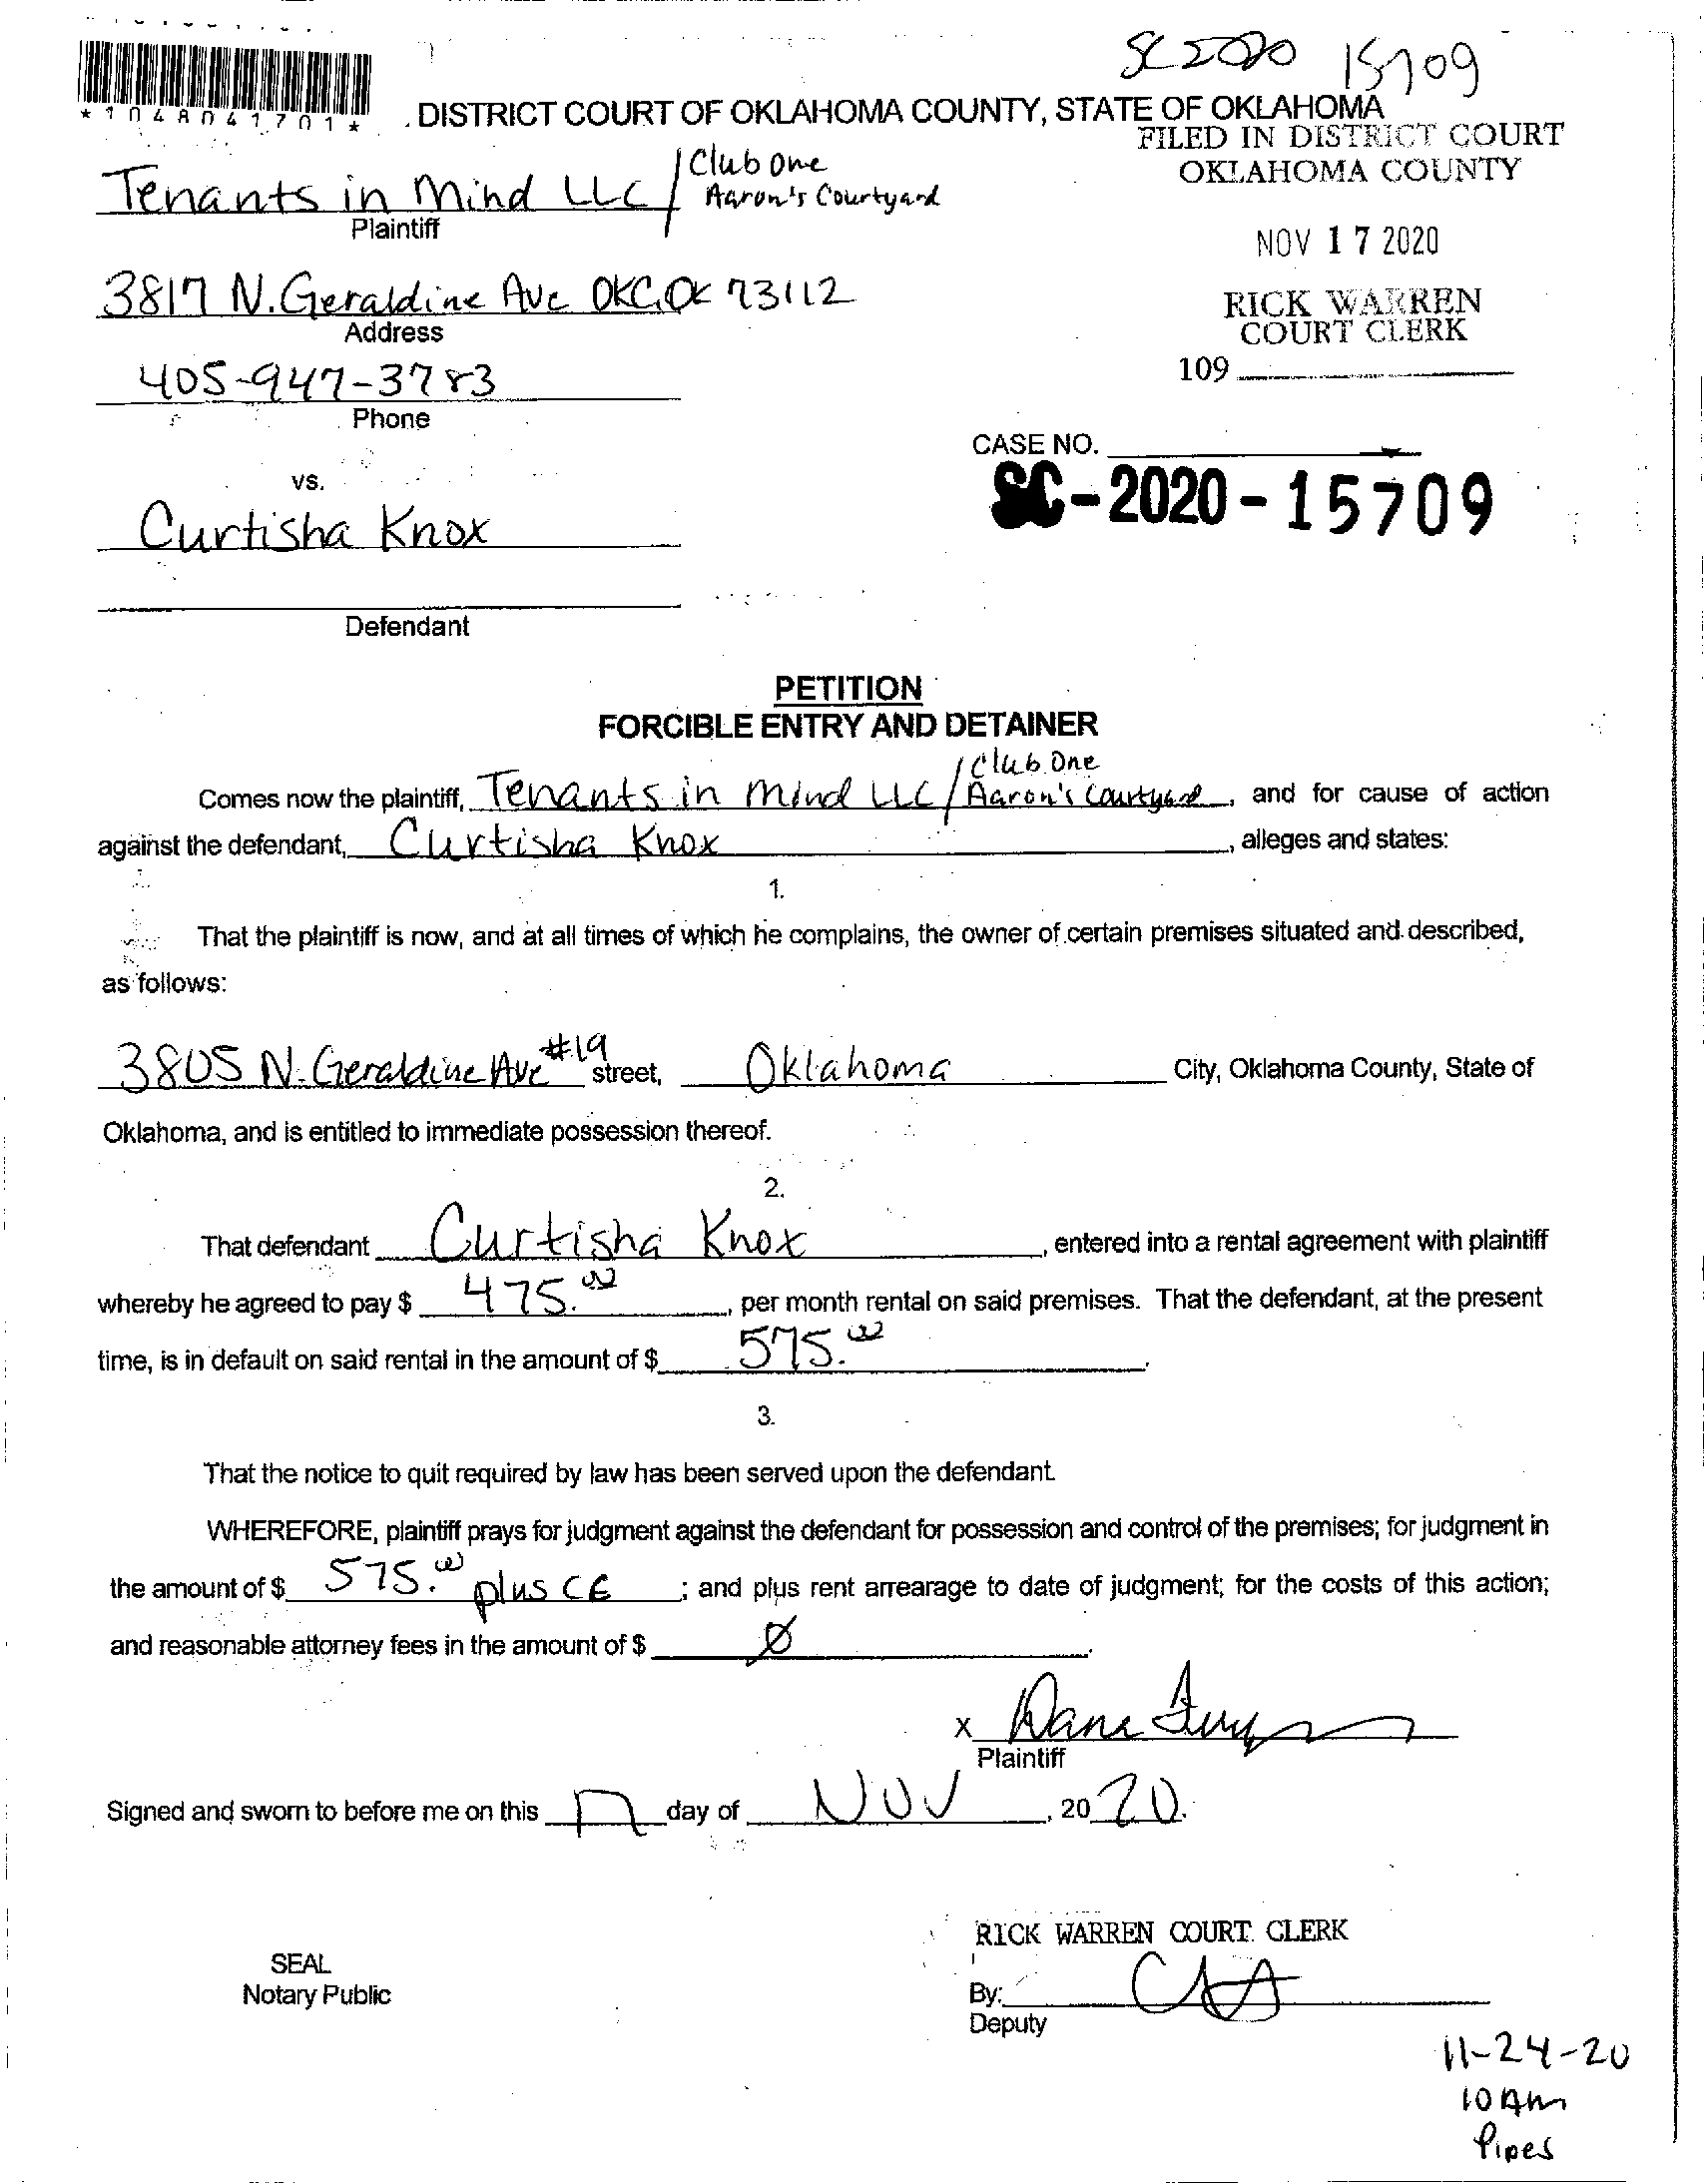 SC 2020 15709
*1048041701*
DISTRICT COURT OF OKLAHOMA COUNTY, STATE OF OKLAHOMA
FILED IN DISTRICT COURT
OKLAHOMA COUNTY
Tenants in Mind LLC / Club One
Aaron's Courtyard
Plaintiff
NOV 17 2020
3817 N. Geraldine Ave OKC, OK 73112
Address
RICK WARREN
COURT CLERK
405-947-3783
109
Phone
CASE NO.
SC-2020-15709
vs.
Curtisha Knox
Defendant
PETITION
FORCIBLE ENTRY AND DETAINER
Club One
Comes now the plaintiff, Tenants in Mind LLC / Aaron's Courtyard, and for cause of action
against the defendant, Curtisha Knox, alleges and states:
1.
That the plaintiff is now, and at all times of which he complains, the owner of certain premises situated and described,
as follows:
3805 N. Geraldine Ave #19 street, Oklahoma City, Oklahoma County, State of
Oklahoma, and is entitled to immediate possession thereof.
2.
That defendant Curtisha Knox, entered into a rental agreement with plaintiff
whereby he agreed to pay $ 475.00, per month rental on said premises. That the defendant, at the present
time, is in default on said rental in the amount of $ 575.00.
3.
That the notice to quit required by law has been served upon the defendant.
WHEREFORE, plaintiff prays for judgment against the defendant for possession and control of the premises; for judgment in
the amount of $ 575.00 plus CE; and plus rent arrearage to date of judgment; for the costs of this action;
and reasonable attorney fees in the amount of $ Ø.
x Dana
Plaintiff
Signed and sworn to before me on this 17 day of NOV, 2020.
RICK WARREN COURT CLERK
SEAL
Notary Public
By:
Deputy
11-24-20
10 AM
Pipes